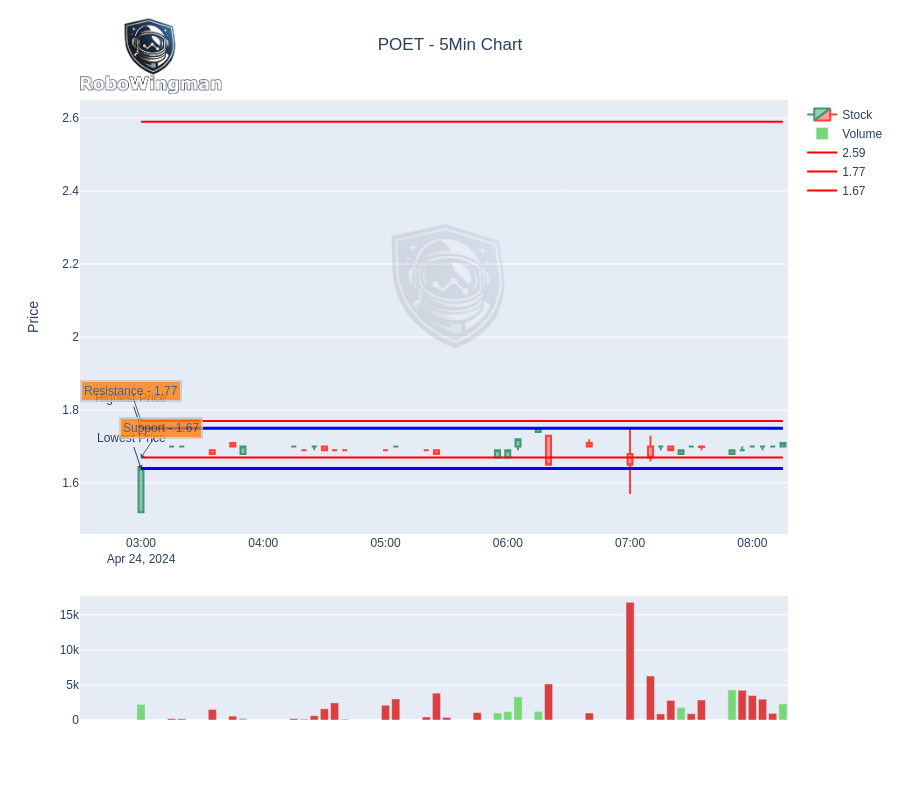 RoboWingman
POET - 5Min Chart
Stock
Volume
2.59
1.77
1.67
Price
2.6
2.4
2.2
2
1.8
1.6
Resistance - 1.77
Highest Price
Support - 1.67
Lowest Price
03:00
04:00
05:00
06:00
07:00
08:00
Apr 24, 2024
15k
10k
5k
0